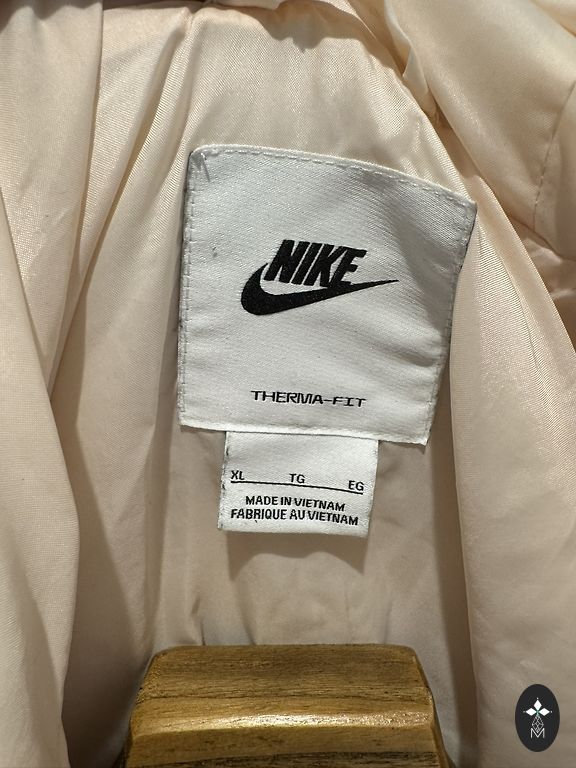 NIKE
THERMA-FIT
XL TG EG
MADE IN VIETNAM
FABRIQUE AU VIETNAM